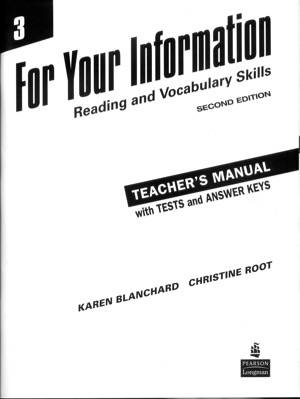 3
For Your Information
Reading and Vocabulary Skills
SECOND EDITION
TEACHER'S MANUAL
with TESTS and ANSWER KEYS
KAREN BLANCHARD CHRISTINE ROOT
PEARSON
Longman